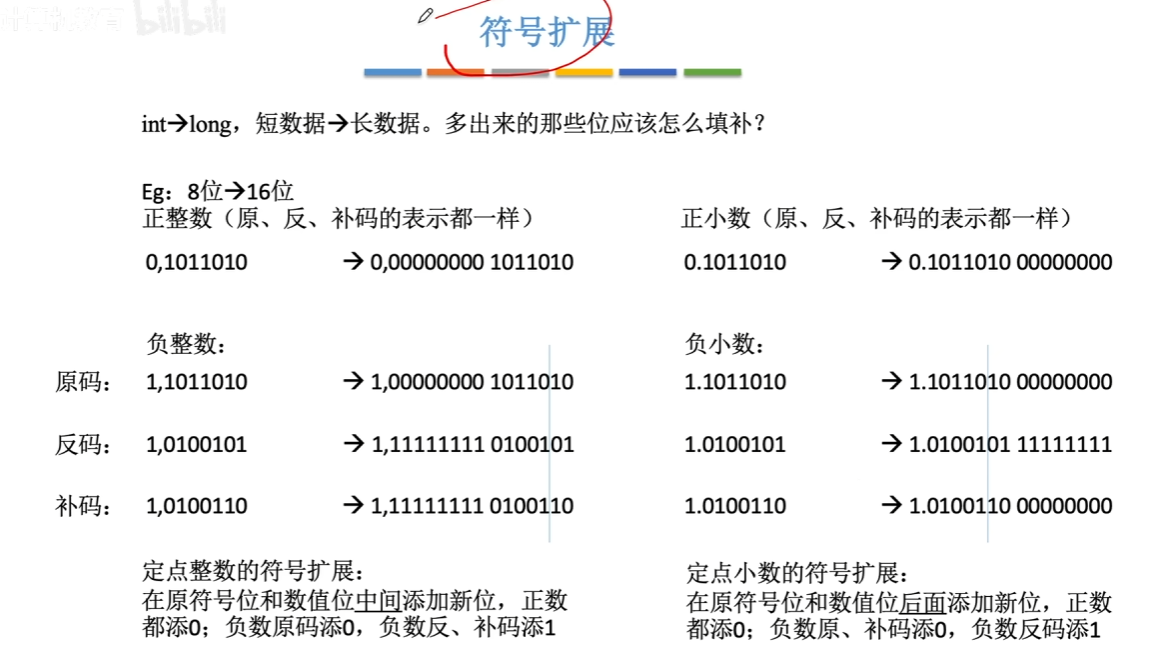 bilibili
符号扩展
int→long，短数据→长数据。多出来的那些位应该怎么填补？
Eg：8位→16位
正整数（原、反、补码的表示都一样）
0,1011010 → 0,00000000 1011010
正小数（原、反、补码的表示都一样）
0.1011010 → 0.1011010 00000000
负整数：
原码： 1,1011010 → 1,00000000 1011010
反码： 1,0100101 → 1,11111111 0100101
补码： 1,0100110 → 1,11111111 0100110
负小数：
1.1011010 → 1.1011010 00000000
1.0100101 → 1.0100101 11111111
1.0100110 → 1.0100110 00000000
定点整数的符号扩展：
在原符号位和数值位中间添加新位，正数
都添0；负数原码添0，负数反、补码添1
定点小数的符号扩展：
在原符号位和数值位后面添加新位，正数
都添0；负数原、补码添0，负数反码添1